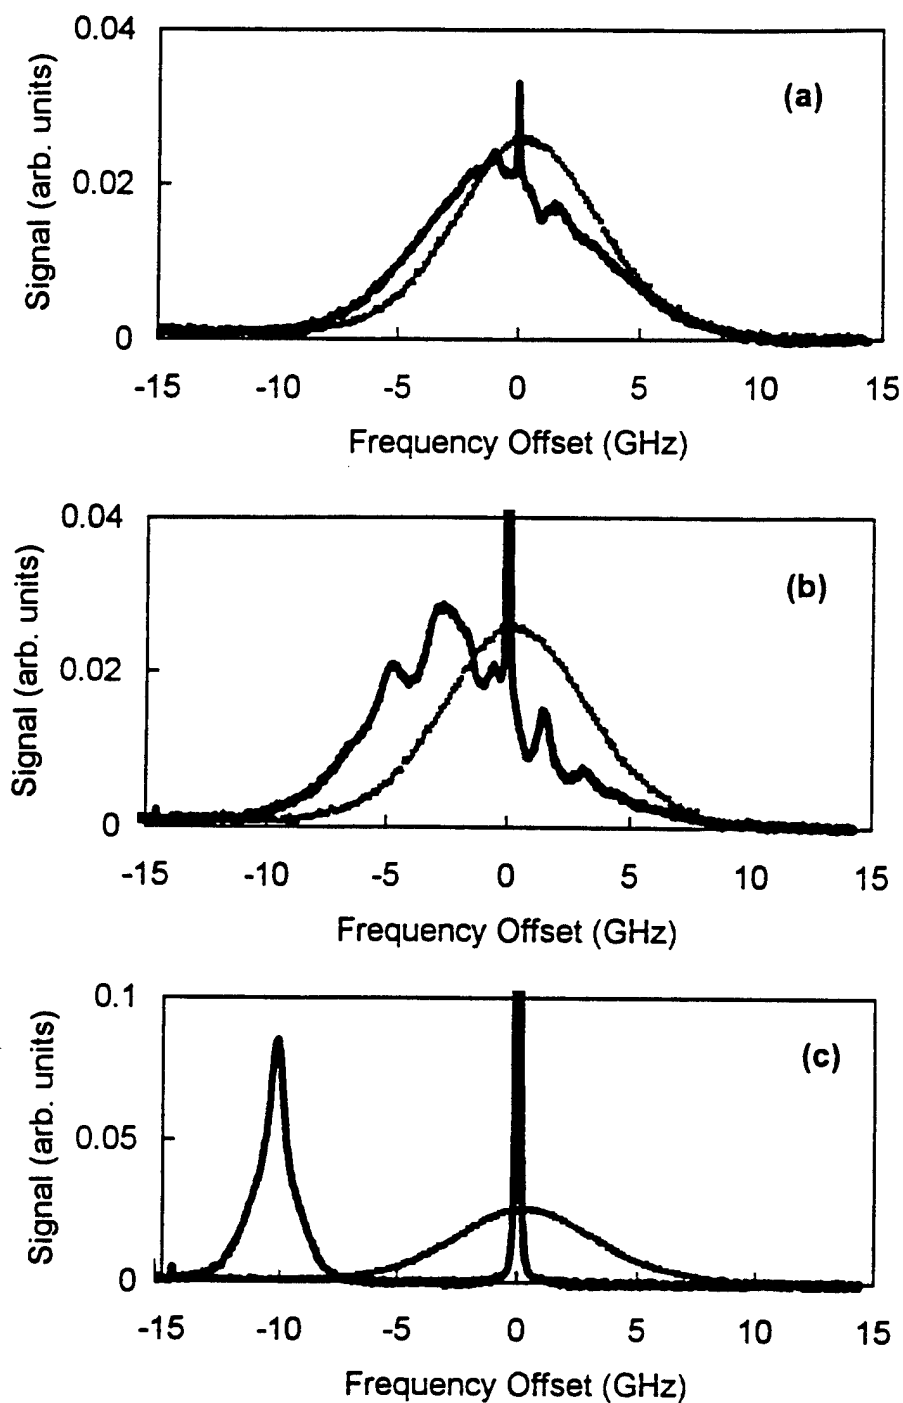 0.04
(a)
Signal (arb. units)
0.02
0
-15 -10 -5 0 5 10 15
Frequency Offset (GHz)
0.04
(b)
Signal (arb. units)
0.02
0
-15 -10 -5 0 5 10 15
Frequency Offset (GHz)
0.1
(c)
Signal (arb. units)
0.05
0
-15 -10 -5 0 5 10 15
Frequency Offset (GHz)